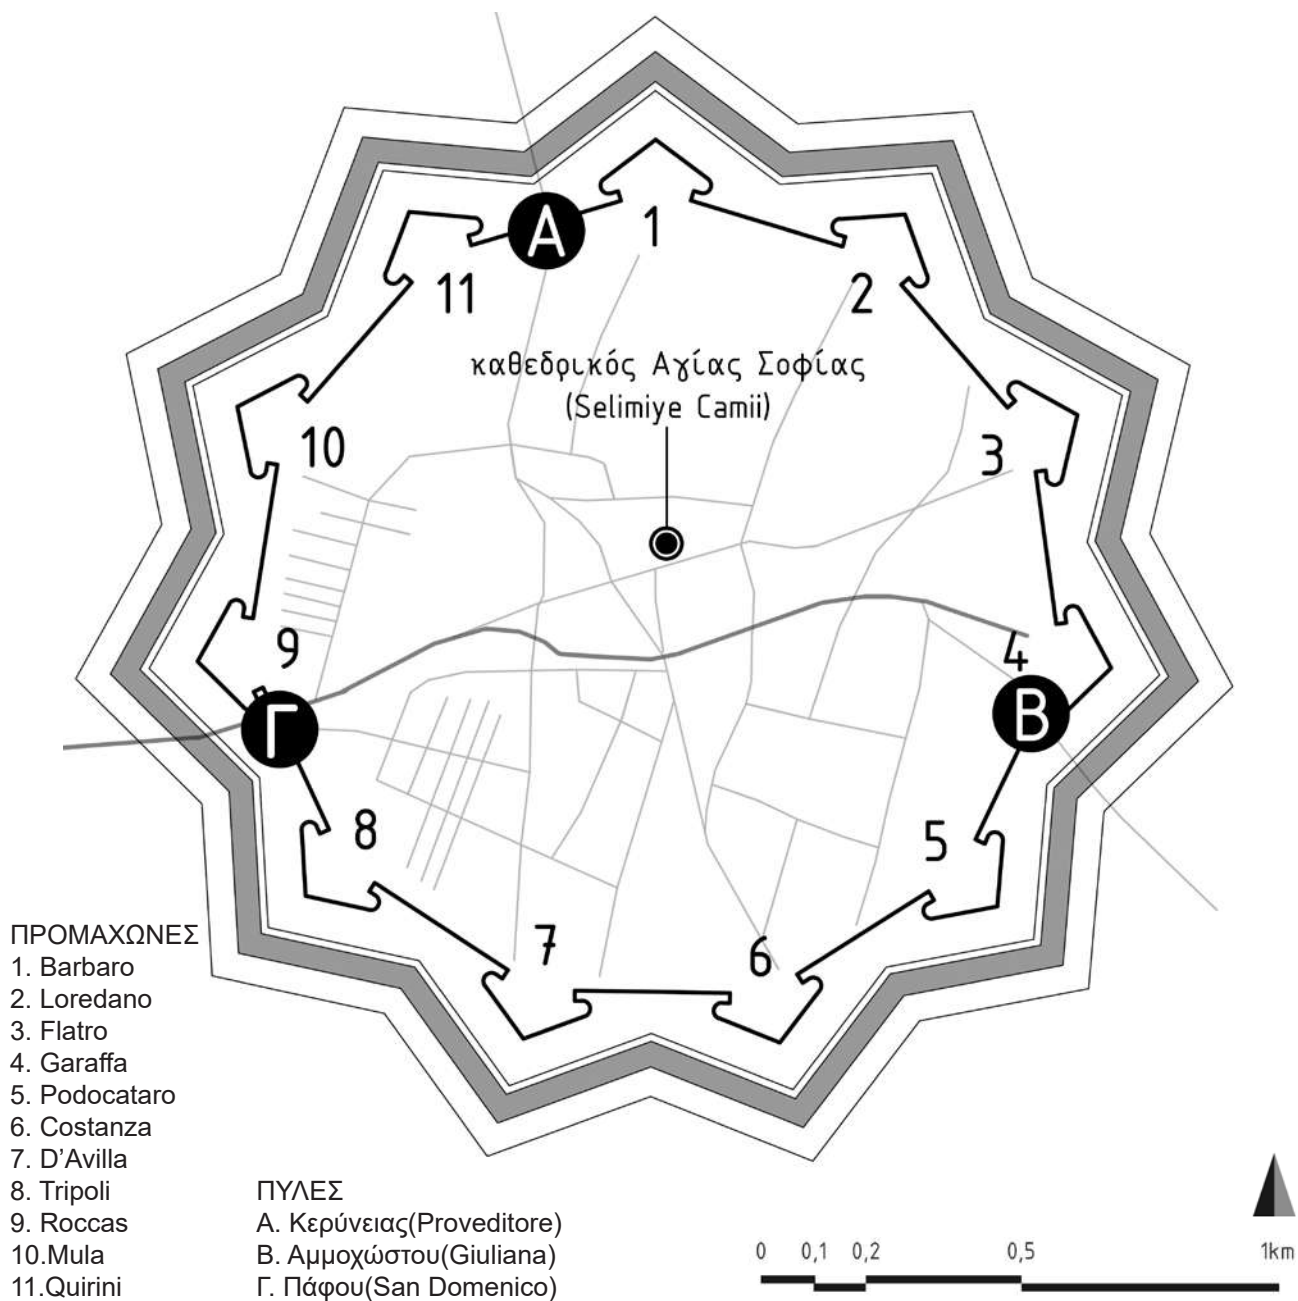 A
1
11
2
καθεδρικός Αγίας Σοφίας
(Selimiye Camii)
10
3
9
4
Γ
B
8
5
7
6
ΠΡΟΜΑΧΩΝΕΣ
1. Barbaro
2. Loredano
3. Flatro
4. Garaffa
5. Podocataro
6. Costanza
7. D'Avilla
8. Tripoli
9. Roccas
10.Mula
11.Quirini
ΠΥΛΕΣ
Α. Κερύνειας(Proveditore)
Β. Αμμοχώστου(Giuliana)
Γ. Πάφου(San Domenico)
0 0,1 0,2 0,5 1km